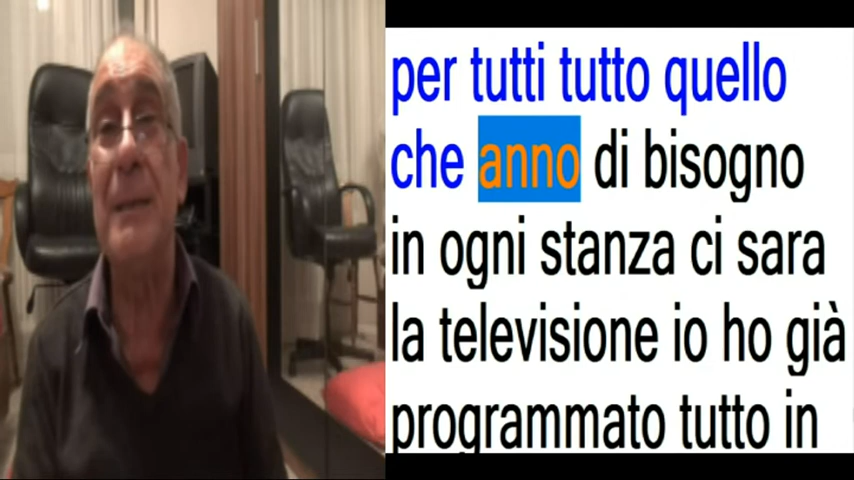 per tutti tutto quello
che anno di bisogno
in ogni stanza ci sara
la televisione io ho già
programmato tutto in